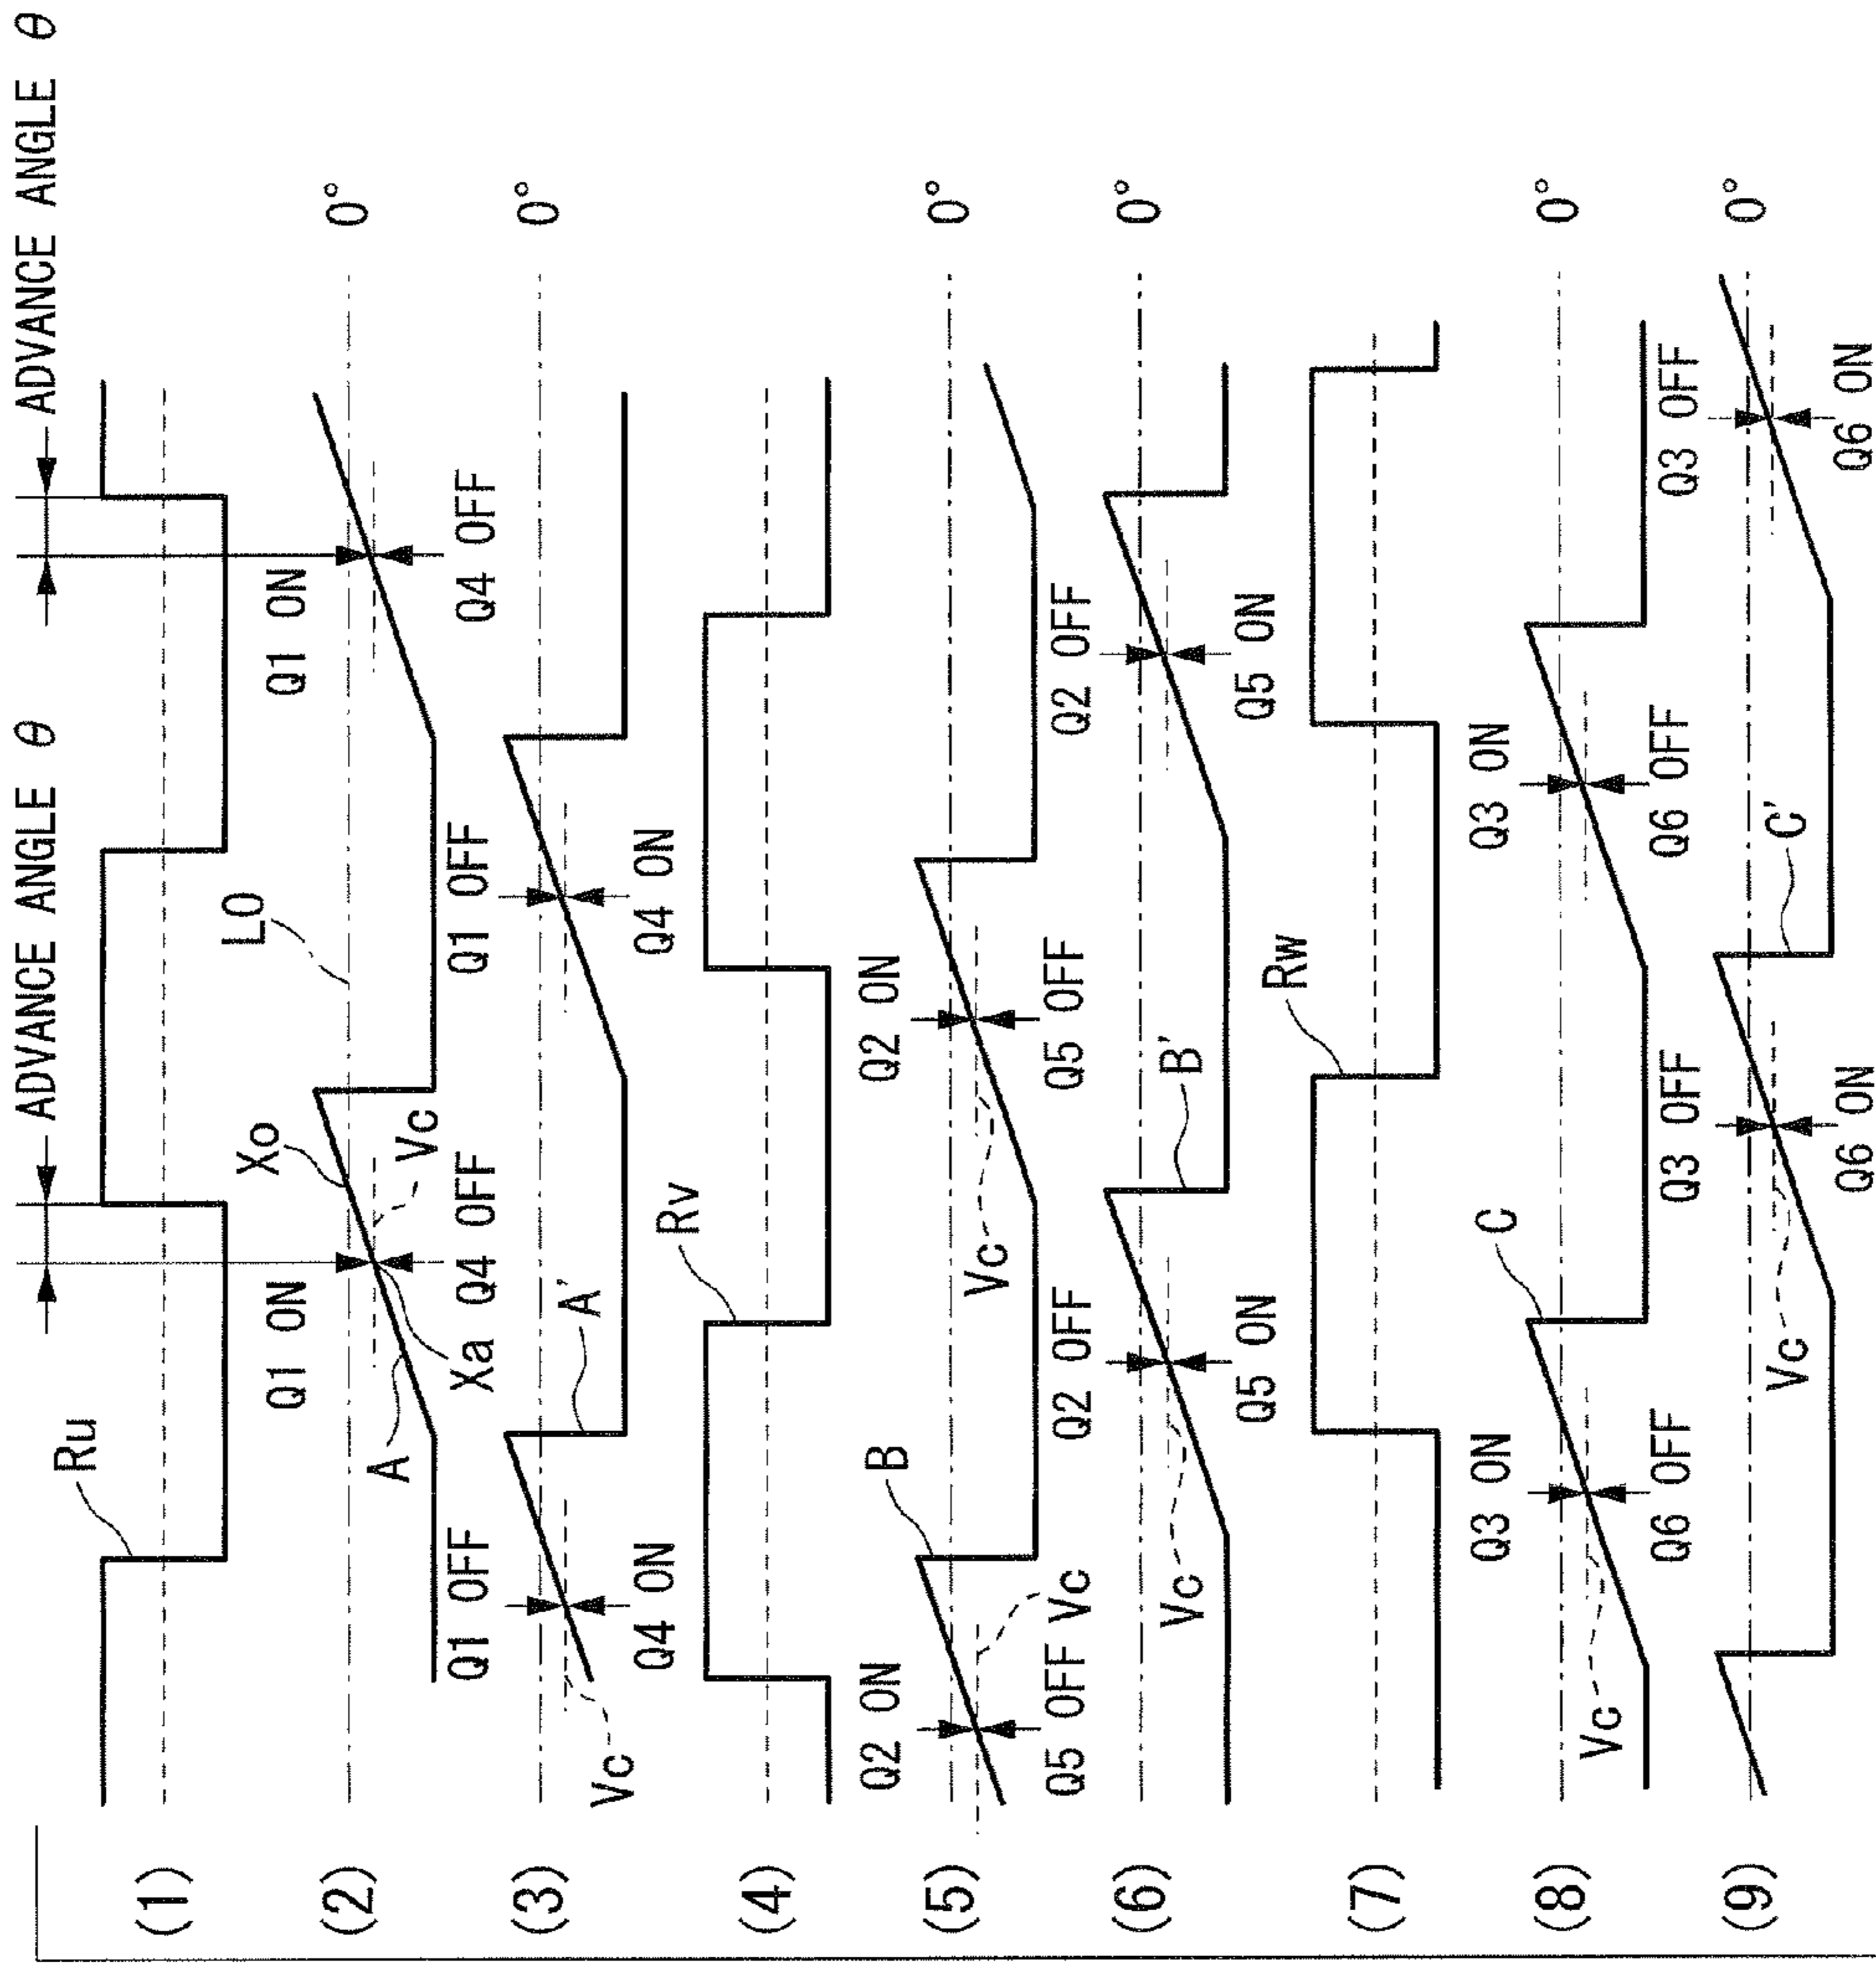 ADVANCE ANGLE θ
ADVANCE ANGLE θ
(1)
Ru
(2)
Q1 ON
Xo
L0
Q1 ON
0°
A
Xa
Q4 OFF
Vc
Q4 OFF
(3)
Q1 OFF
Q1 OFF
0°
Vc
Q4 ON
A'
Q4 ON
(4)
Rv
(5)
Q2 ON
B
Q2 ON
0°
Q5 OFF
Vc
Vc
Q5 OFF
(6)
Q2 OFF
B'
Q2 OFF
0°
Vc
Q5 ON
Q5 ON
(7)
Rw
(8)
Q3 ON
C
Q3 ON
0°
Vc
Q6 OFF
Q6 OFF
(9)
Q3 OFF
C'
Q3 OFF
0°
Vc
Q6 ON
Q6 ON